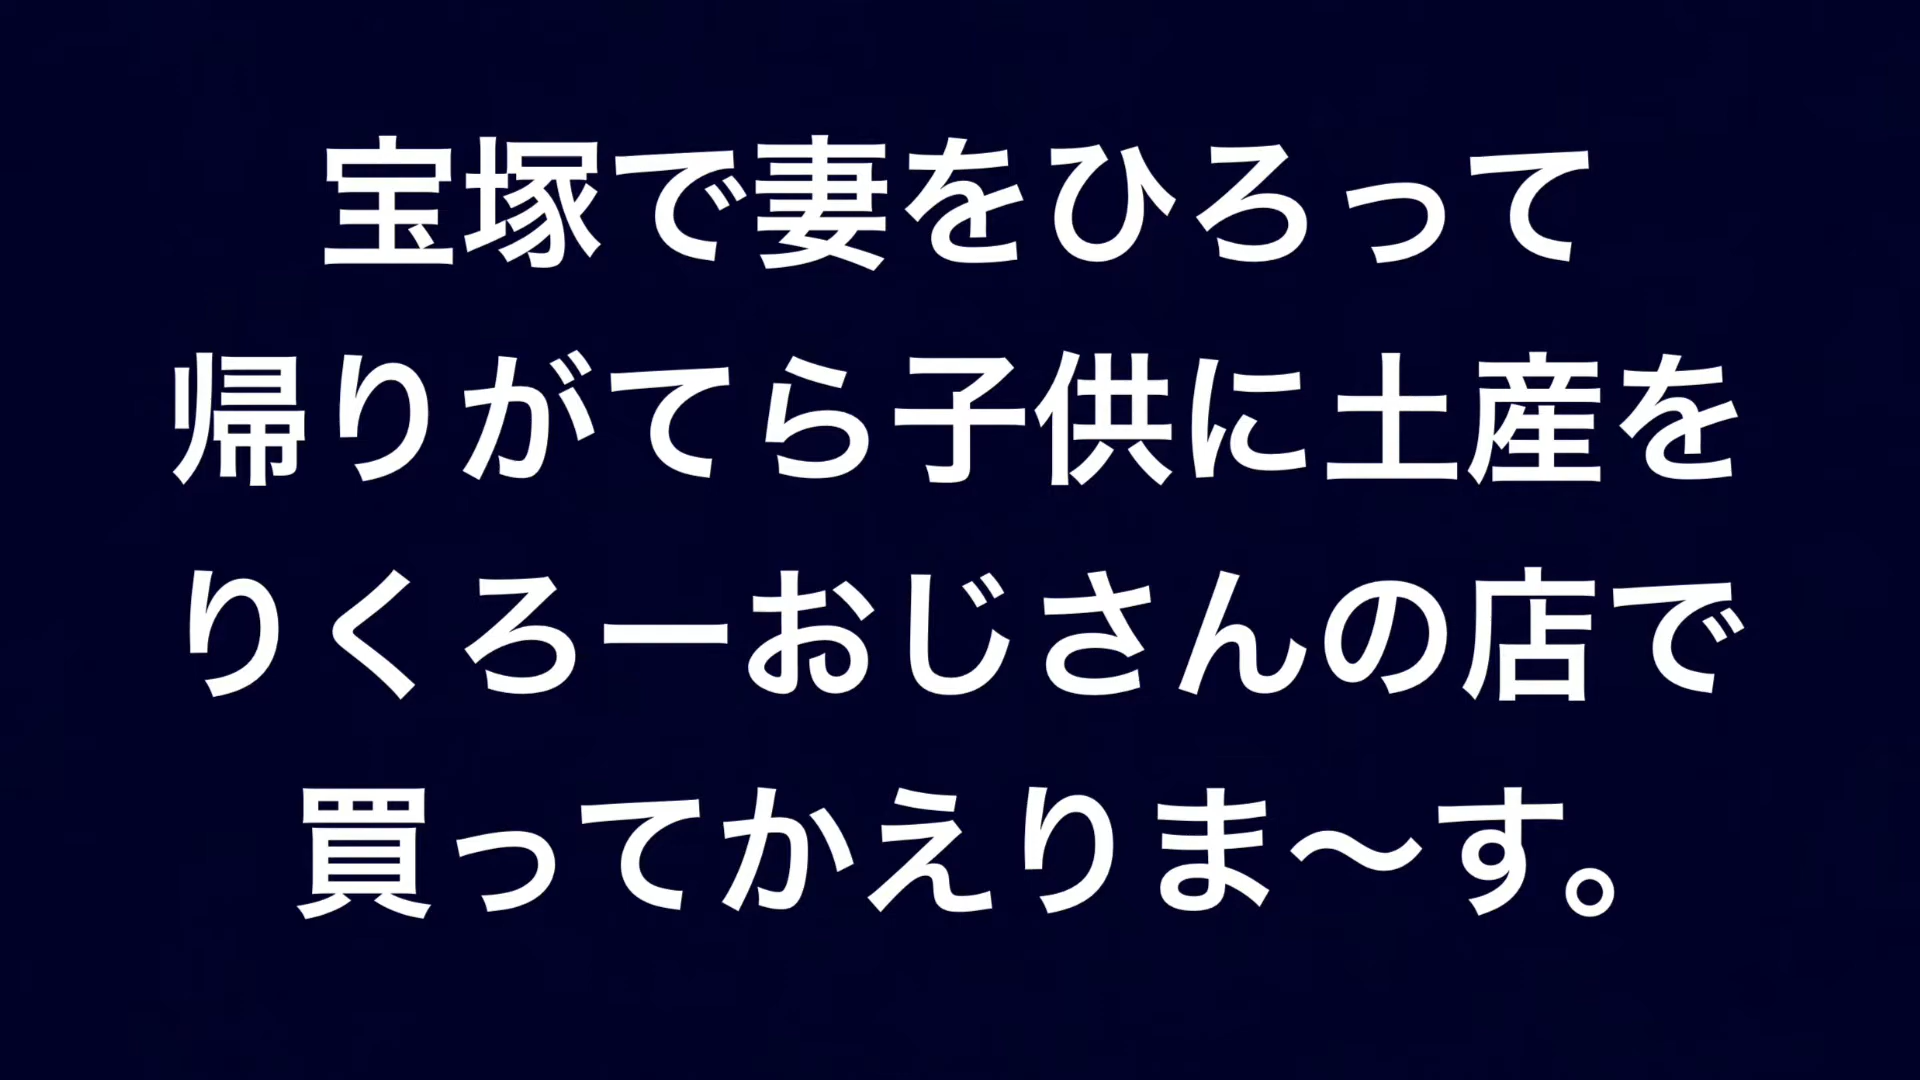 宝塚で妻をひろって
帰りがてら子供に土産を
りくろーおじさんの店で
買ってかえりま〜す。